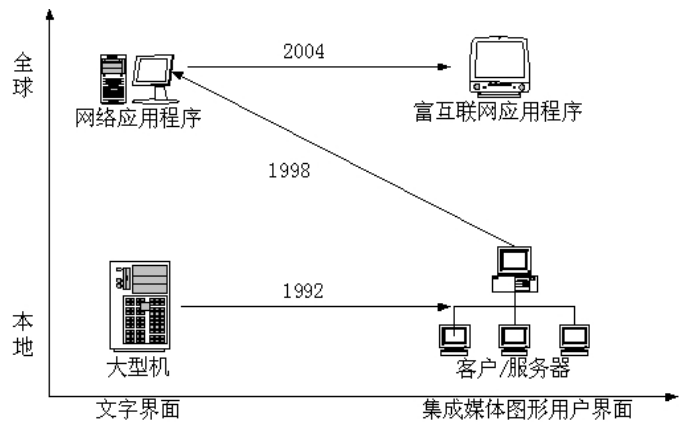 全球
2004
网络应用程序
富互联网应用程序
1998
1992
本地
大型机
客户/服务器
文字界面
集成媒体图形用户界面